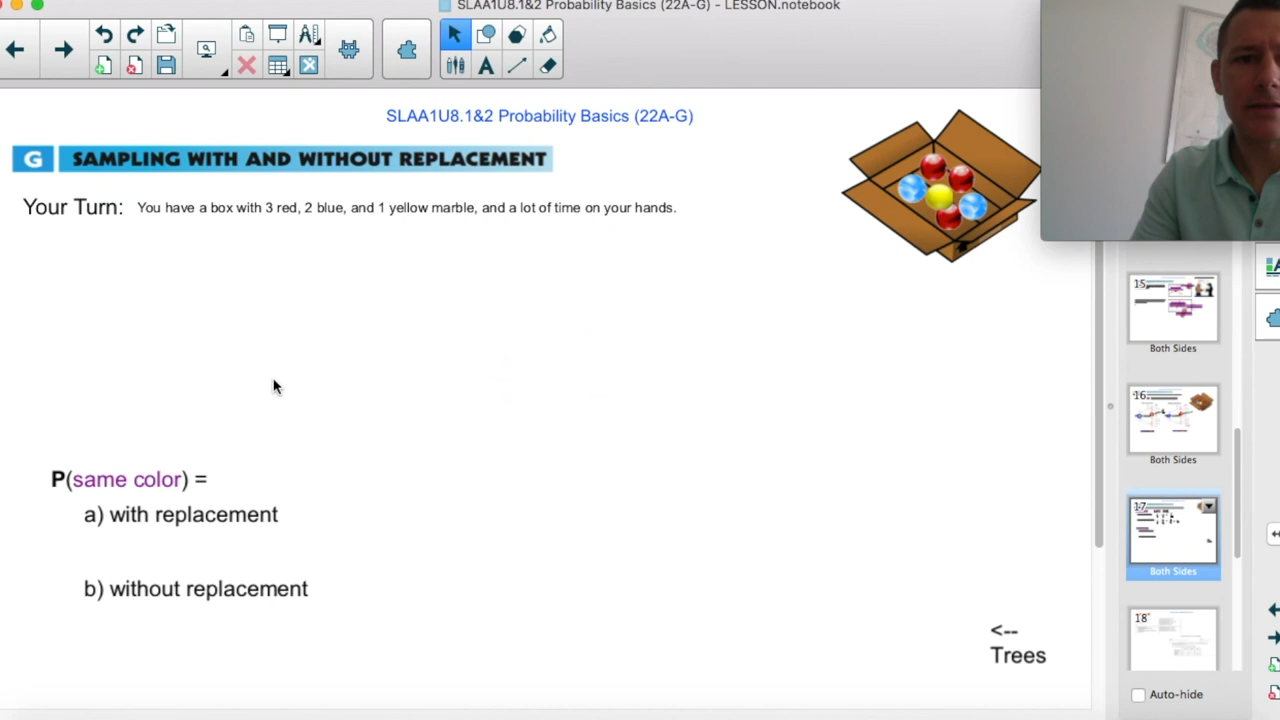 SLAA1U8.1&2 Probability Basics (22A-G) - LESSON.notebook
SLAA1U8.1&2 Probability Basics (22A-G)
G SAMPLING WITH AND WITHOUT REPLACEMENT
Your Turn: You have a box with 3 red, 2 blue, and 1 yellow marble, and a lot of time on your hands.
P(same color) =
a) with replacement
b) without replacement
<--
Trees
15
Both Sides
16
Both Sides
17
Both Sides
18
Auto-hide